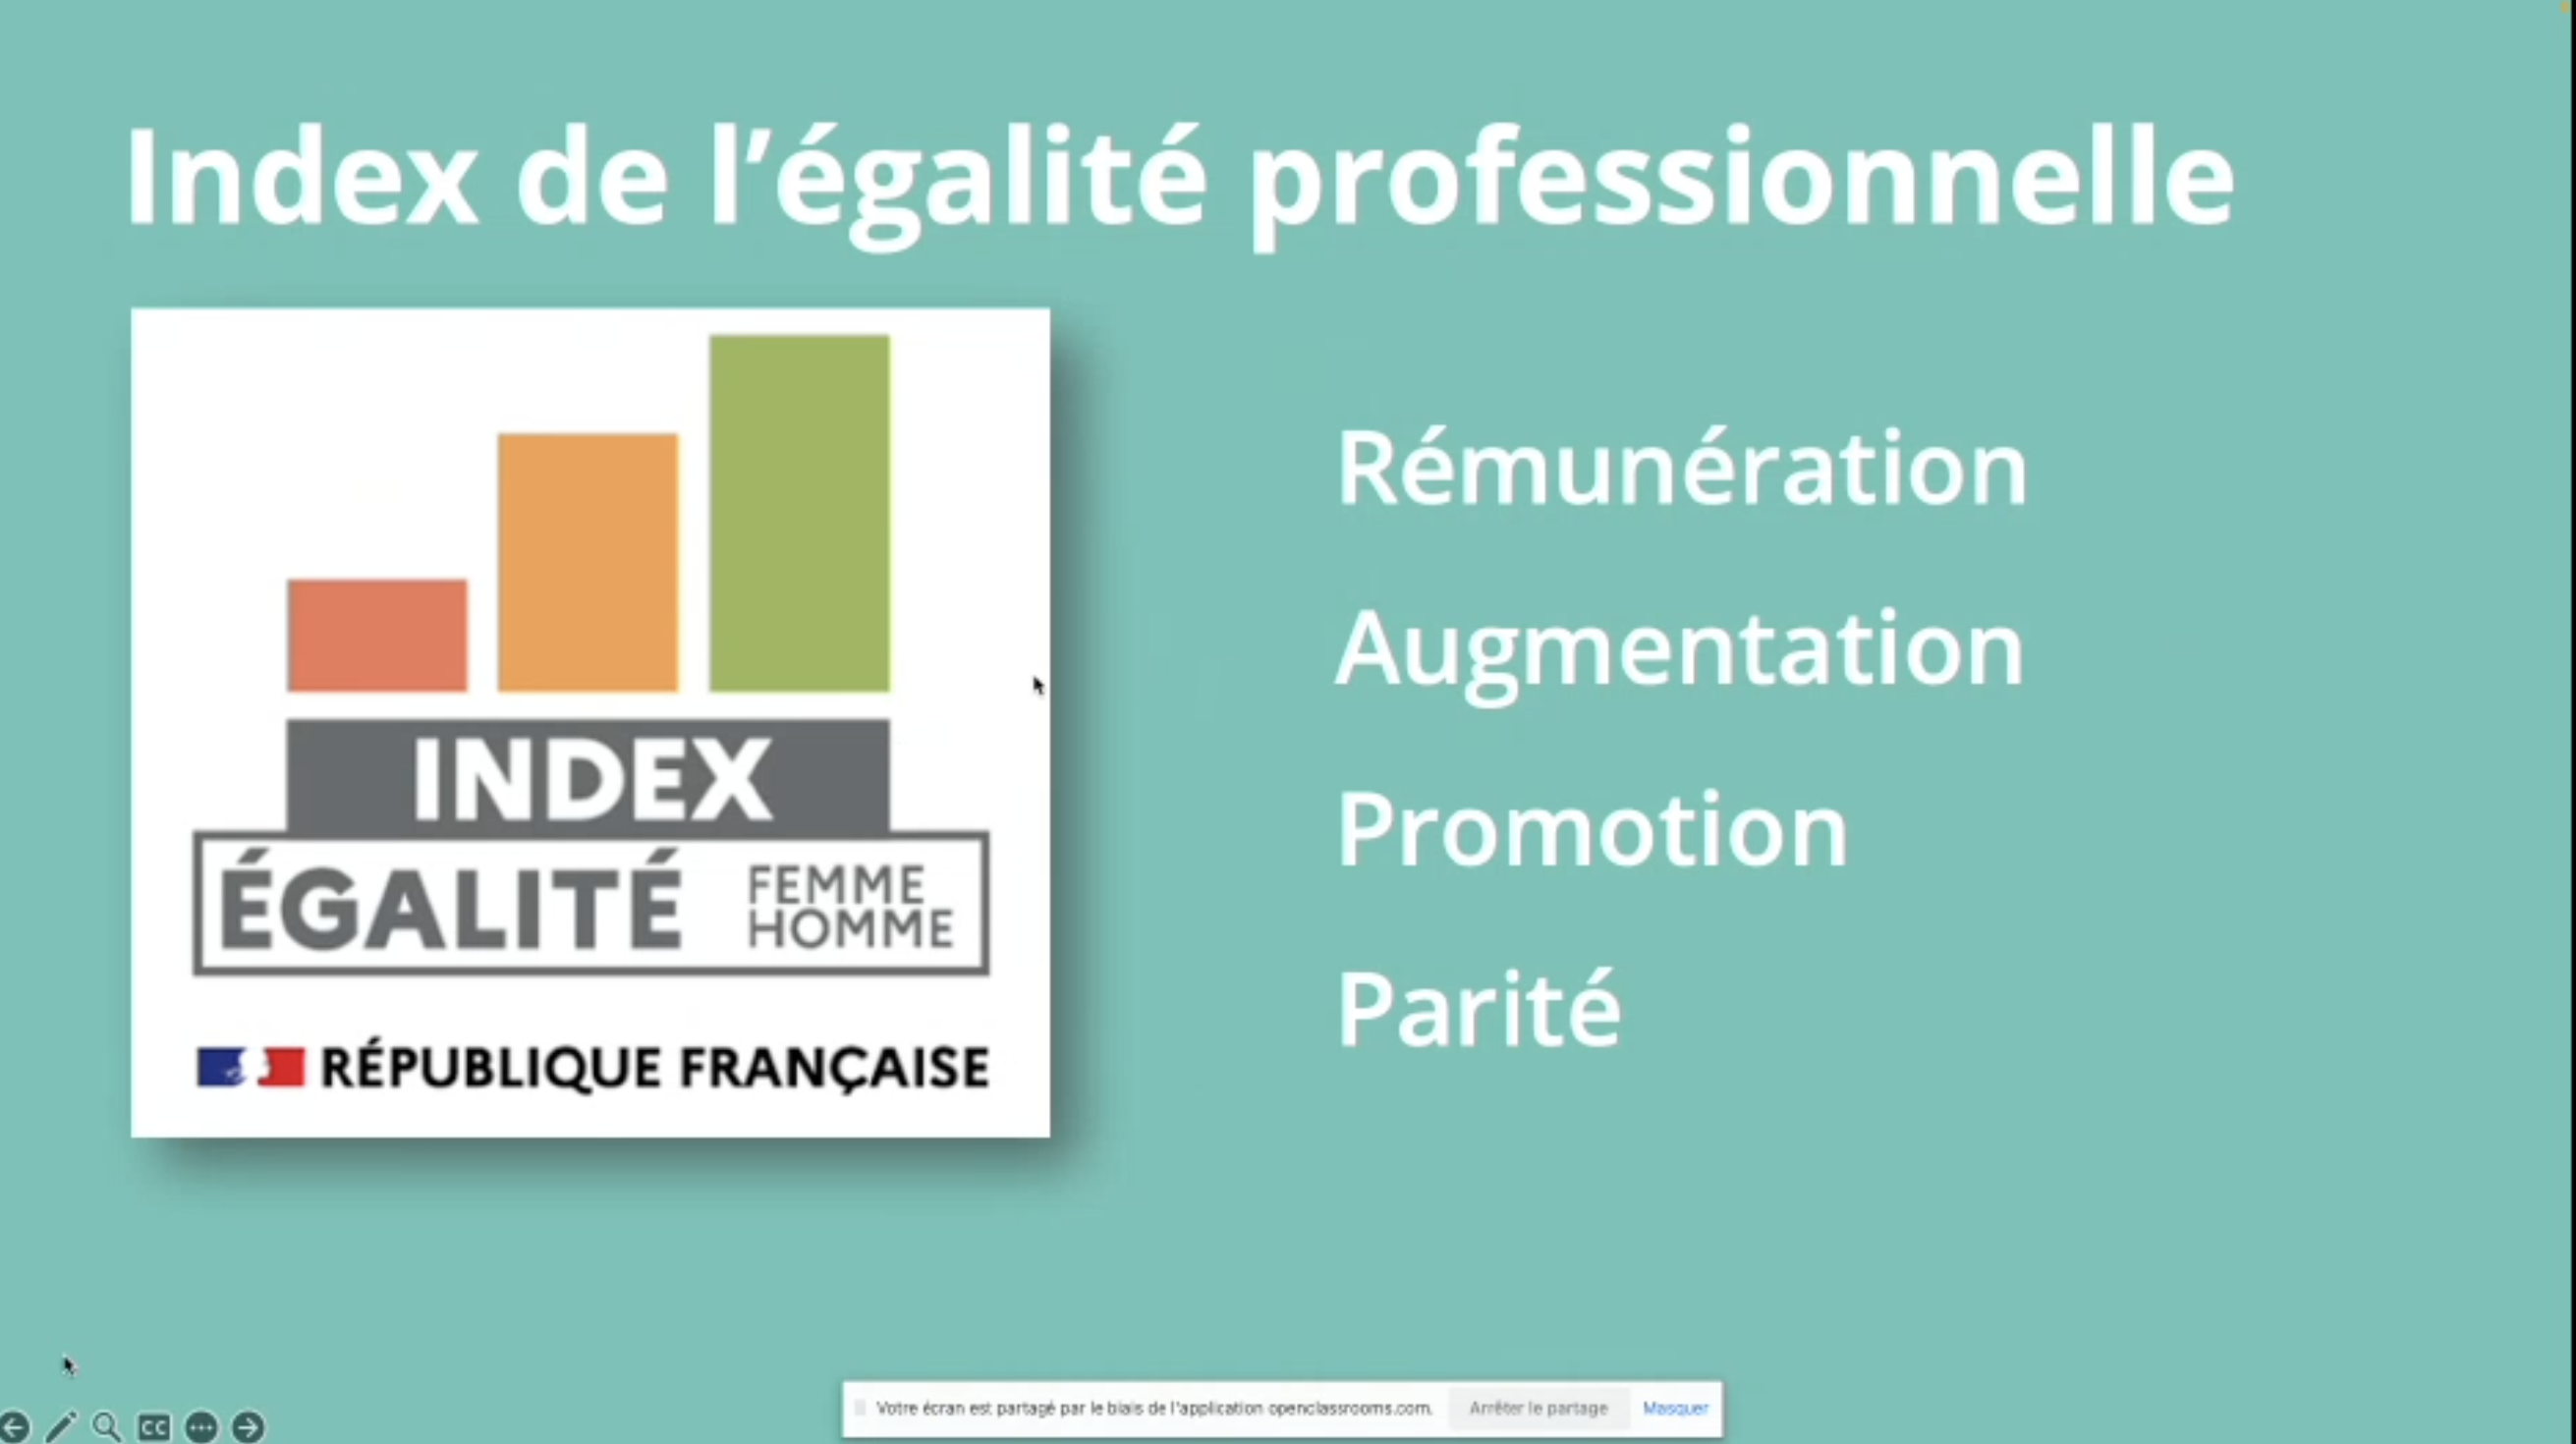 Index de l’égalité professionnelle
INDEX
ÉGALITÉ
FEMME
HOMME
RÉPUBLIQUE FRANÇAISE
Rémunération
Augmentation
Promotion
Parité
CC
Votre écran est partagé par le biais de l'application openclassrooms.com. Arrêter le partage Masquer